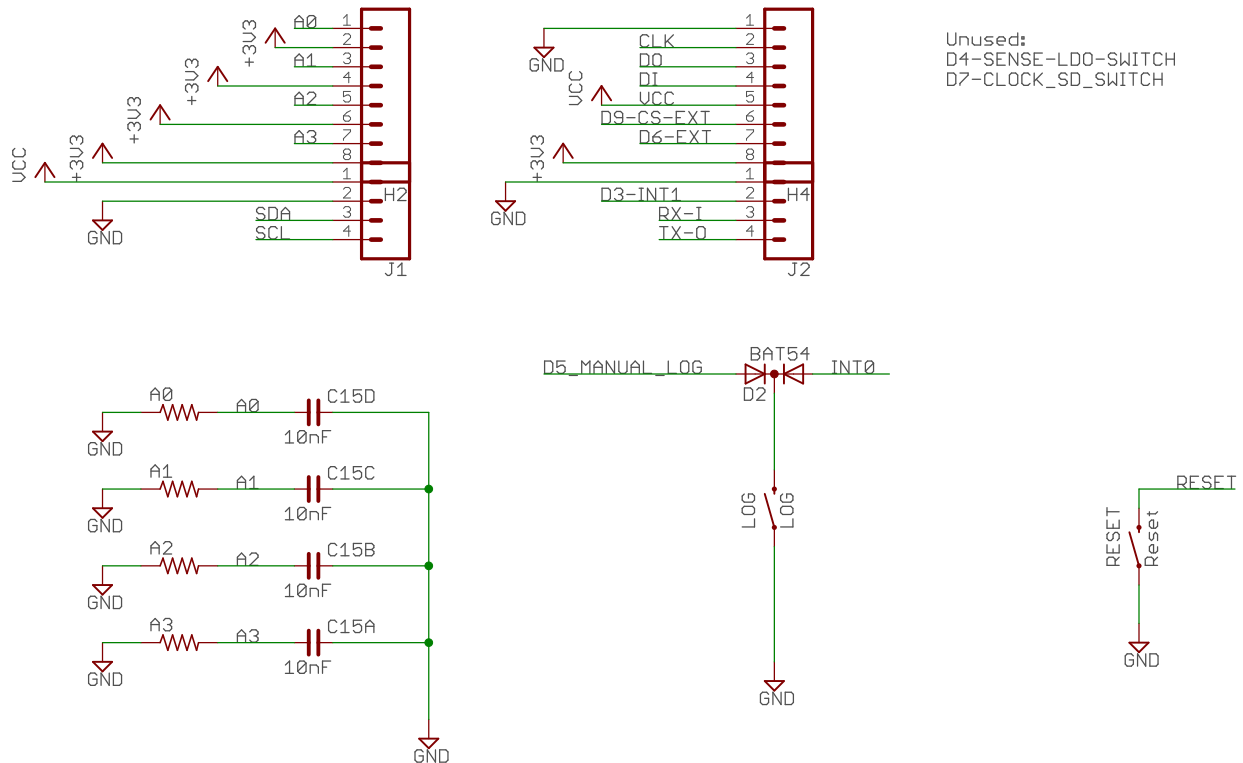 A0 1
+3V3 2
A1 3
+3V3 4
A2 5
+3V3 6
A3 7
+3V3 8
VCC 1
H2
GND 2
SDA 3
SCL 4
J1
1
GND
CLK 2
DO 3
DI 4
VCC VCC 5
D9-CS-EXT 6
D6-EXT 7
+3V3 8
1
H4
GND
D3-INT1 2
RX-I 3
TX-O 4
J2
Unused:
D4-SENSE-LDO-SWITCH
D7-CLOCK_SD_SWITCH
A0 A0 C15D
GND 10nF
A1 A1 C15C
GND 10nF
A2 A2 C15B
GND 10nF
A3 A3 C15A
GND 10nF
GND
BAT54
D5_MANUAL_LOG INT0
D2
LOG LOG
GND
RESET
RESET Reset
GND